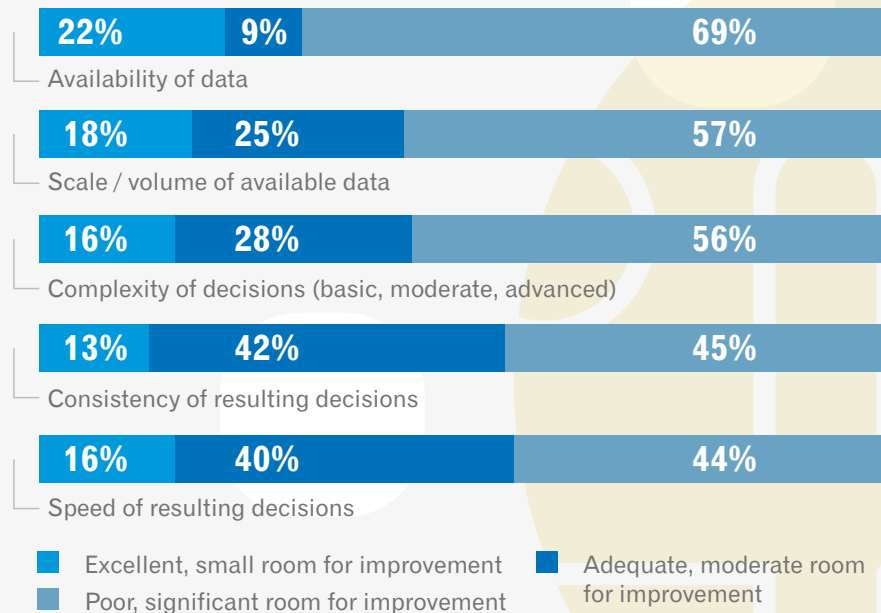 22% 9% 69%
Availability of data
18% 25% 57%
Scale / volume of available data
16% 28% 56%
Complexity of decisions (basic, moderate, advanced)
13% 42% 45%
Consistency of resulting decisions
16% 40% 44%
Speed of resulting decisions
Excellent, small room for improvement
Poor, significant room for improvement
Adequate, moderate room
for improvement